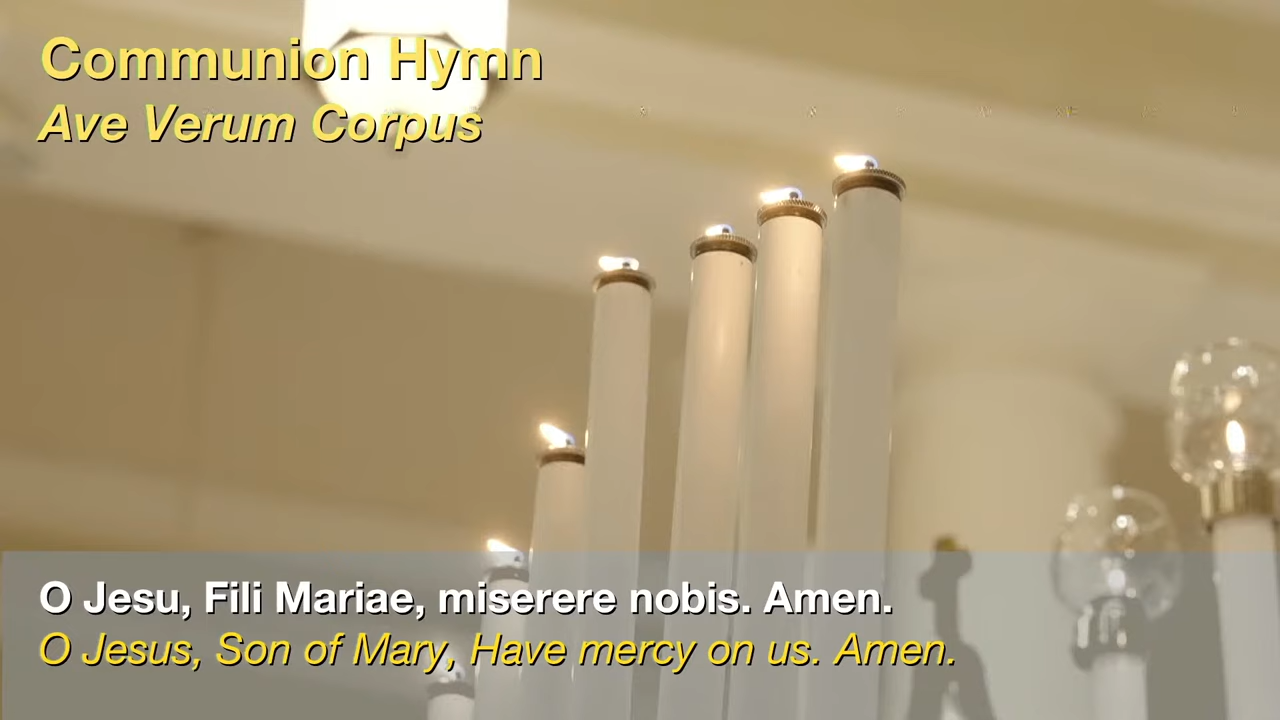 Communion Hymn
Ave Verum Corpus
O Jesu, Fili Mariae, miserere nobis. Amen.
O Jesus, Son of Mary, Have mercy on us. Amen.